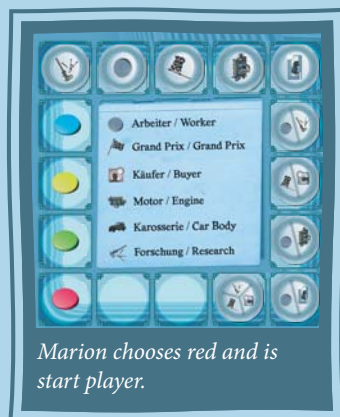 Arbeiter / Worker
Grand Prix / Grand Prix
Käufer / Buyer
Motor / Engine
Karosserie / Car Body
Forschung / Research
Marion chooses red and is
start player.